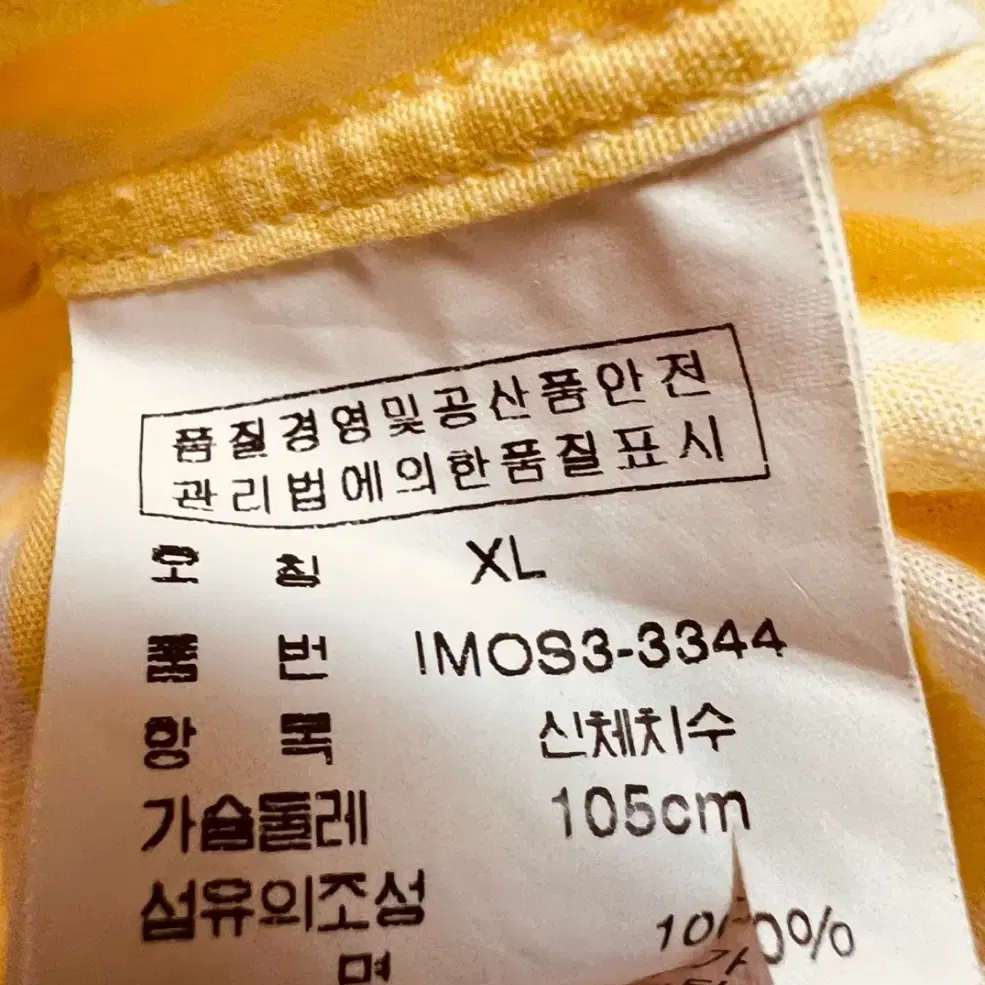 품질경영및공산품안전
관리법에의한품질표시
호 칭 XL
품 번 IMOS3-3344
항 목 신체치수
가슴둘레 105cm
섬유의조성
면 100%